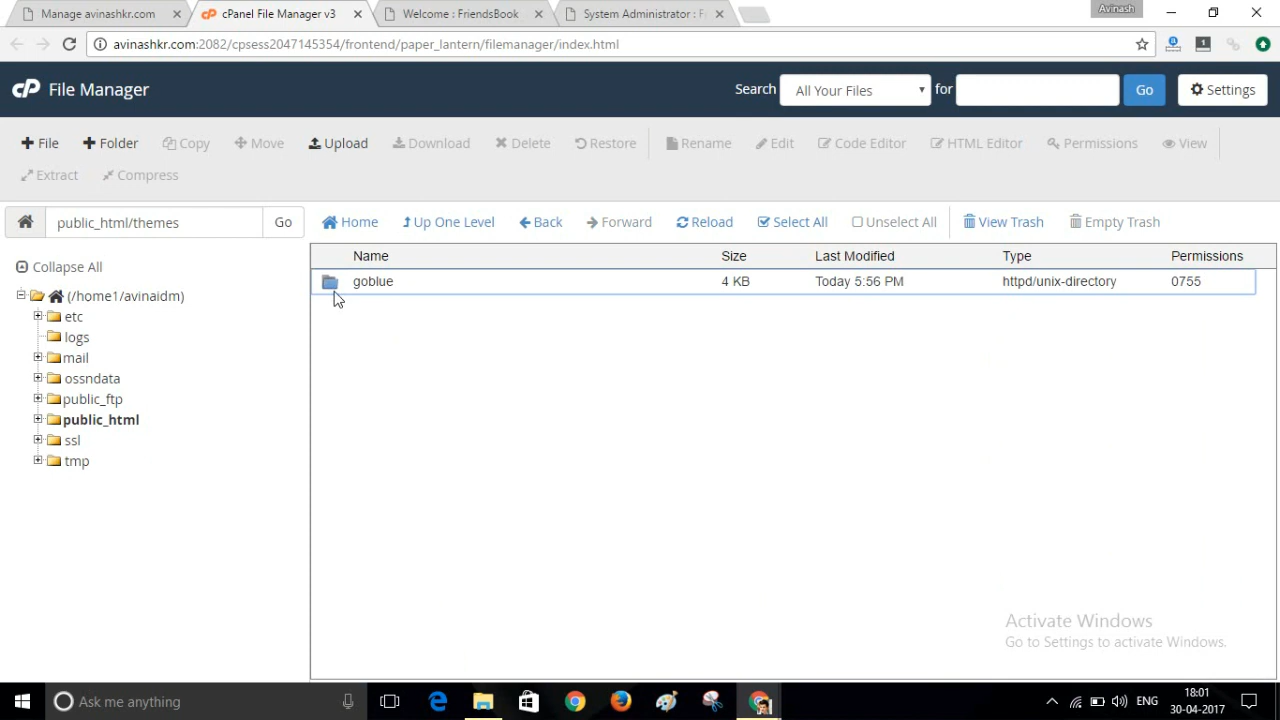 Manage avinashkr.com
cPanel File Manager v3
Welcome : FriendsBook
System Administrator : Fr
Avinash
avinashkr.com:2082/cpsess2047145354/frontend/paper_lantern/filemanager/index.html
cP File Manager
Search All Your Files for Go Settings
File Folder Copy Move Upload Download Delete Restore Rename Edit Code Editor HTML Editor Permissions View
Extract Compress
public_html/themes Go Home Up One Level Back Forward Reload Select All Unselect All View Trash Empty Trash
Name Size Last Modified Type Permissions
goblue 4 KB Today 5:56 PM httpd/unix-directory 0755
Collapse All
(/home1/avinaidm)
etc
logs
mail
ossndata
public_ftp
public_html
ssl
tmp
Activate Windows
Go to Settings to activate Windows.
Ask me anything
ENG
18:01
30-04-2017